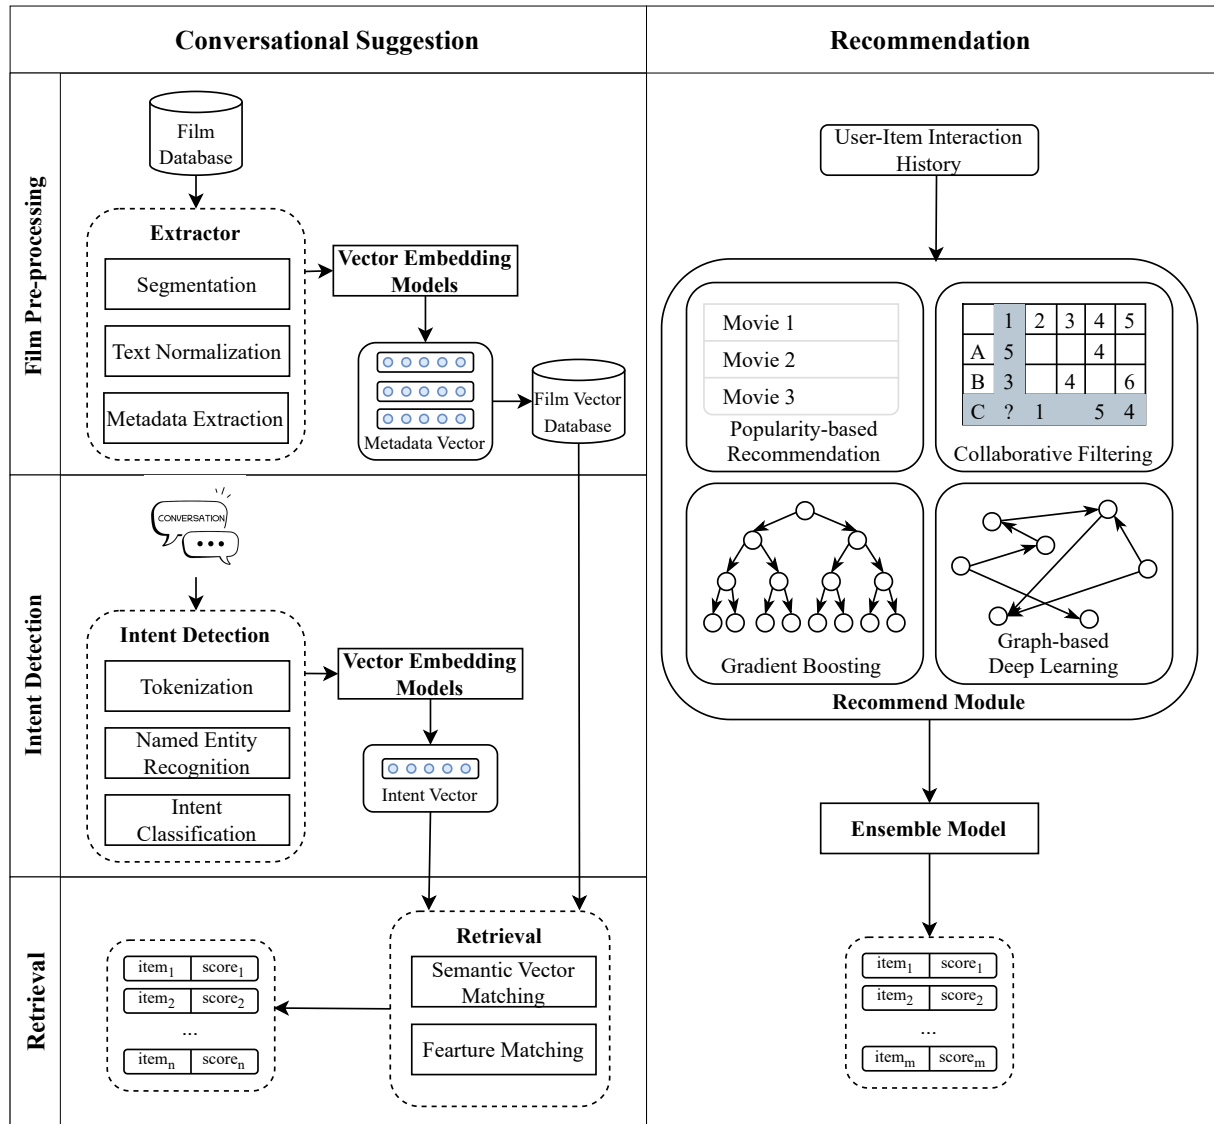 Conversational Suggestion
Recommendation
Film Pre-processing
Film
Database
Extractor
Segmentation
Text Normalization
Metadata Extraction
Vector Embedding
Models
Metadata Vector
Film Vector
Database
Intent Detection
CONVERSATION
Intent Detection
Tokenization
Named Entity
Recognition
Intent
Classification
Vector Embedding
Models
Intent Vector
Retrieval
Retrieval
Semantic Vector
Matching
Fearture Matching
item1 score1
item2 score2
...
itemn scoren
User-Item Interaction
History
Movie 1
Movie 2
Movie 3
Popularity-based
Recommendation
1 2 3 4 5
A 5 4
B 3 4 6
C ? 1 5 4
Collaborative Filtering
Gradient Boosting
Graph-based
Deep Learning
Recommend Module
Ensemble Model
item1 score1
item2 score2
...
itemm scorem